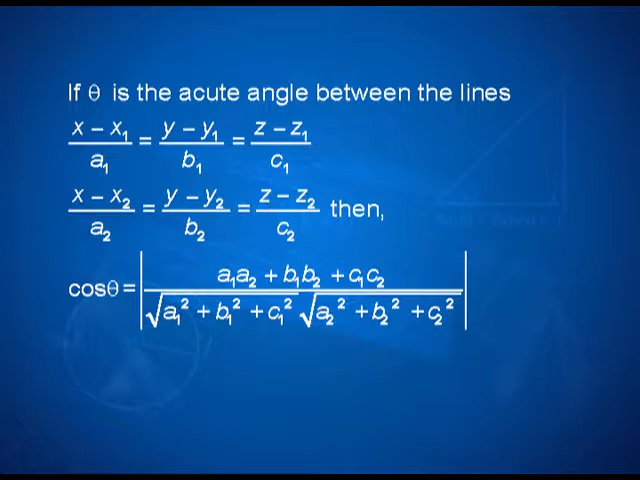 If θ is the acute angle between the lines
(x – x₁)/a₁ = (y – y₁)/b₁ = (z – z₁)/c₁
(x – x₂)/a₂ = (y – y₂)/b₂ = (z – z₂)/c₂ then,
cosθ = |(a₁a₂ + b₁b₂ + c₁c₂)/(√(a₁² + b₁² + c₁²) √(a₂² + b₂² + c₂²))|